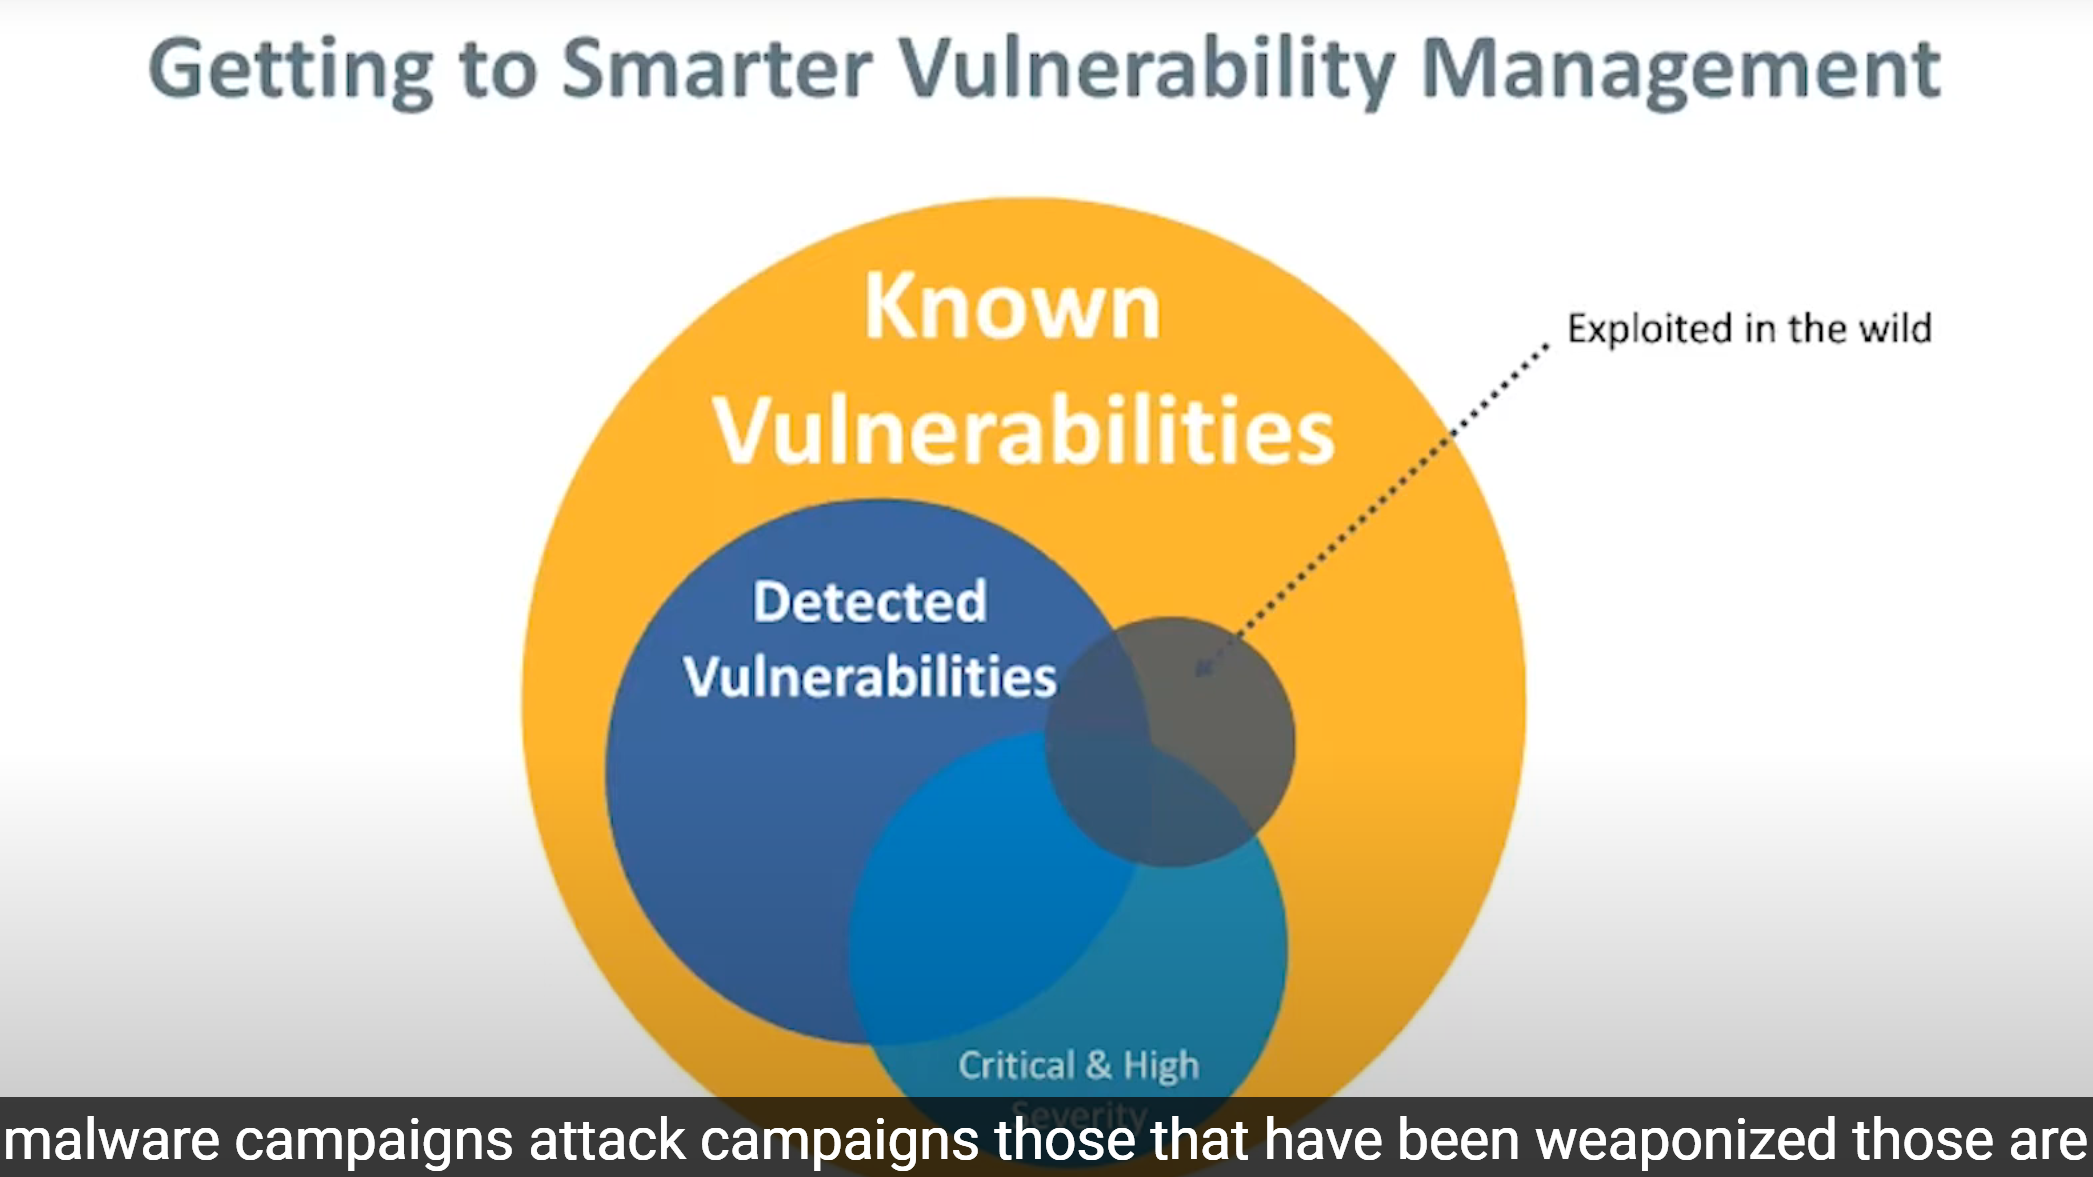 Getting to Smarter Vulnerability Management
Known
Vulnerabilities
Exploited in the wild
Detected
Vulnerabilities
Critical & High
Severity
malware campaigns attack campaigns those that have been weaponized those are